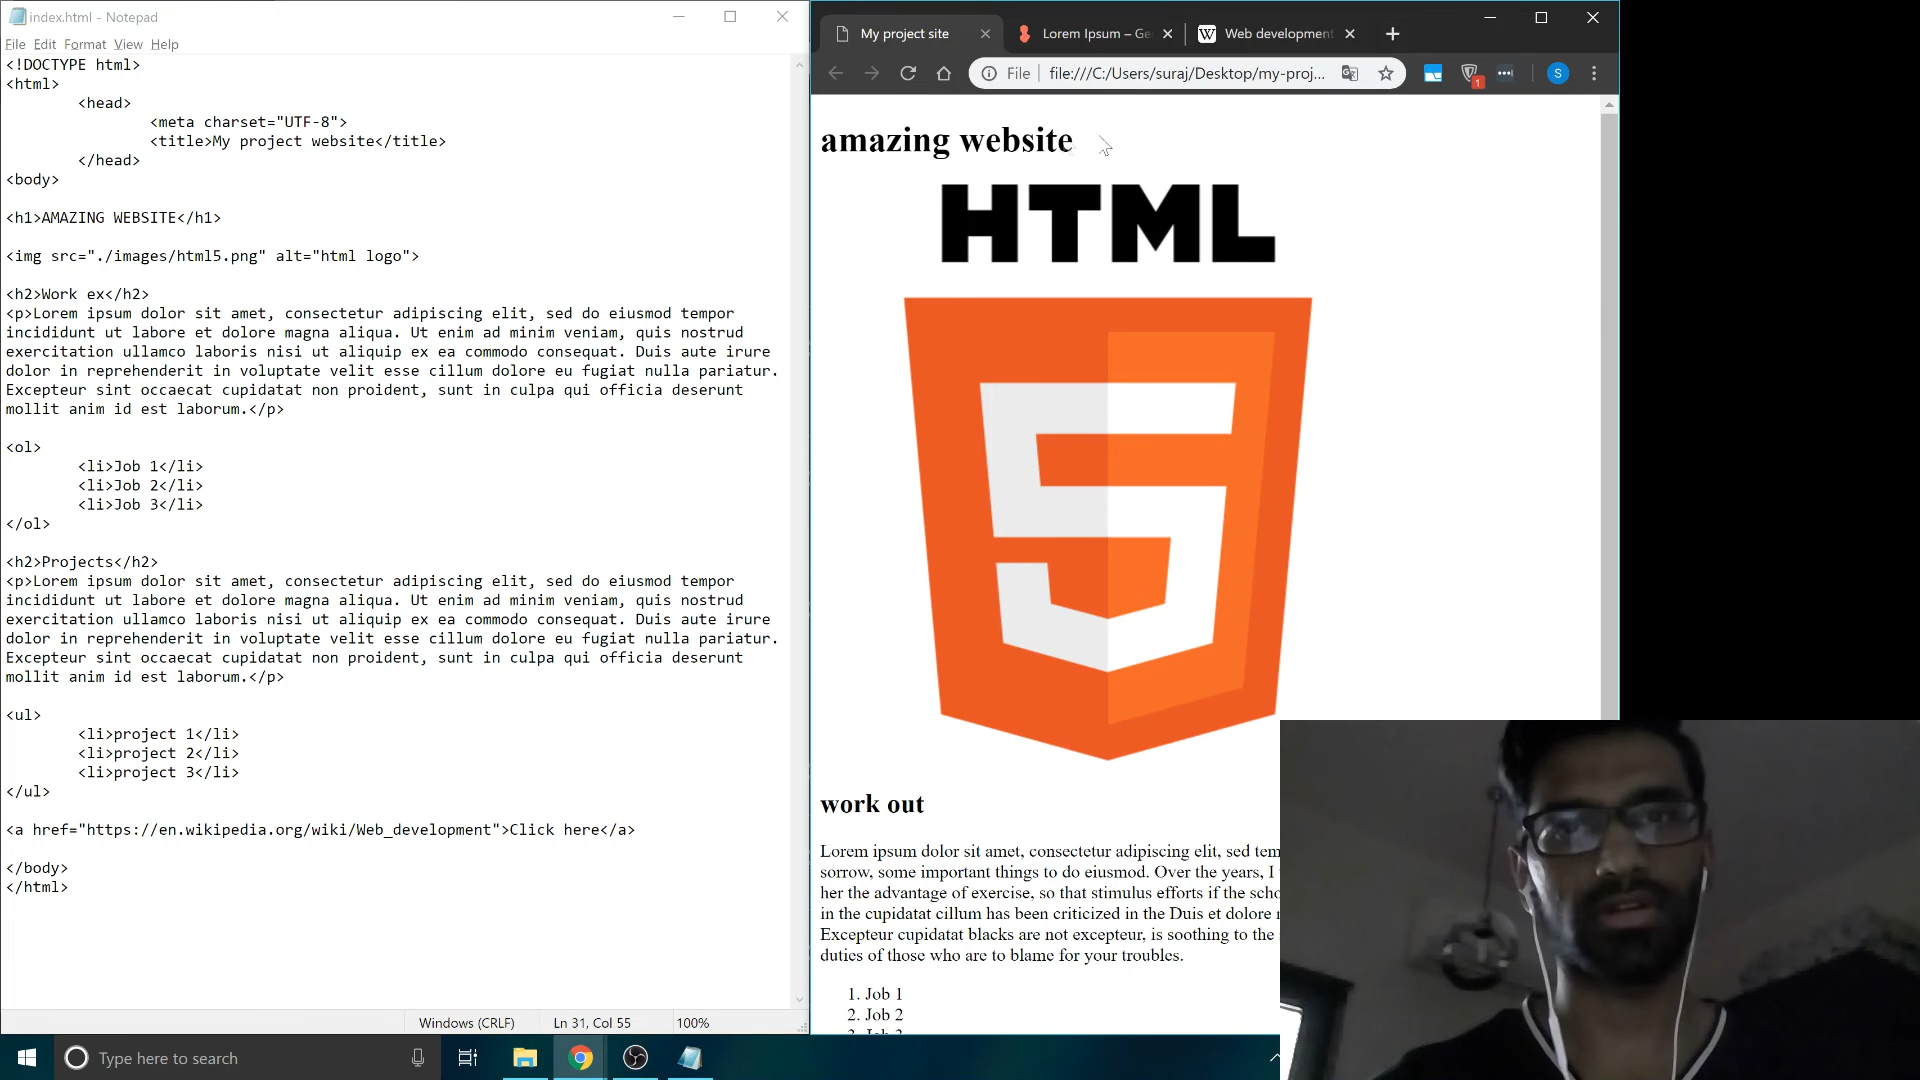 index.html - Notepad
File Edit Format View Help
<!DOCTYPE html>
<html>
<head>
<meta charset="UTF-8">
<title>My project website</title>
</head>
<body>
<h1>AMAZING WEBSITE</h1>
<img src="./images/html5.png" alt="html logo">
<h2>Work ex</h2>
<p>Lorem ipsum dolor sit amet, consectetur adipiscing elit, sed do eiusmod tempor
incididunt ut labore et dolore magna aliqua. Ut enim ad minim veniam, quis nostrud
exercitation ullamco laboris nisi ut aliquip ex ea commodo consequat. Duis aute irure
dolor in reprehenderit in voluptate velit esse cillum dolore eu fugiat nulla pariatur.
Excepteur sint occaecat cupidatat non proident, sunt in culpa qui officia deserunt
mollit anim id est laborum.</p>
<ol>
<li>Job 1</li>
<li>Job 2</li>
<li>Job 3</li>
</ol>
<h2>Projects</h2>
<p>Lorem ipsum dolor sit amet, consectetur adipiscing elit, sed do eiusmod tempor
incididunt ut labore et dolore magna aliqua. Ut enim ad minim veniam, quis nostrud
exercitation ullamco laboris nisi ut aliquip ex ea commodo consequat. Duis aute irure
dolor in reprehenderit in voluptate velit esse cillum dolore eu fugiat nulla pariatur.
Excepteur sint occaecat cupidatat non proident, sunt in culpa qui officia deserunt
mollit anim id est laborum.</p>
<ul>
<li>project 1</li>
<li>project 2</li>
<li>project 3</li>
</ul>
<a href="https://en.wikipedia.org/wiki/Web_development">Click here</a>
</body>
</html>
Windows (CRLF) Ln 31, Col 55 100%
My project site Lorem Ipsum – Ge Web development
File file:///C:/Users/suraj/Desktop/my-proj... 1 S
amazing website
HTML
5
work out
Lorem ipsum dolor sit amet, consectetur adipiscing elit, sed tem
sorrow, some important things to do eiusmod. Over the years, I
her the advantage of exercise, so that stimulus efforts if the scho
in the cupidatat cillum has been criticized in the Duis et dolore
Excepteur cupidatat blacks are not excepteur, is soothing to the
duties of those who are to blame for your troubles.
1. Job 1
2. Job 2
Type here to search